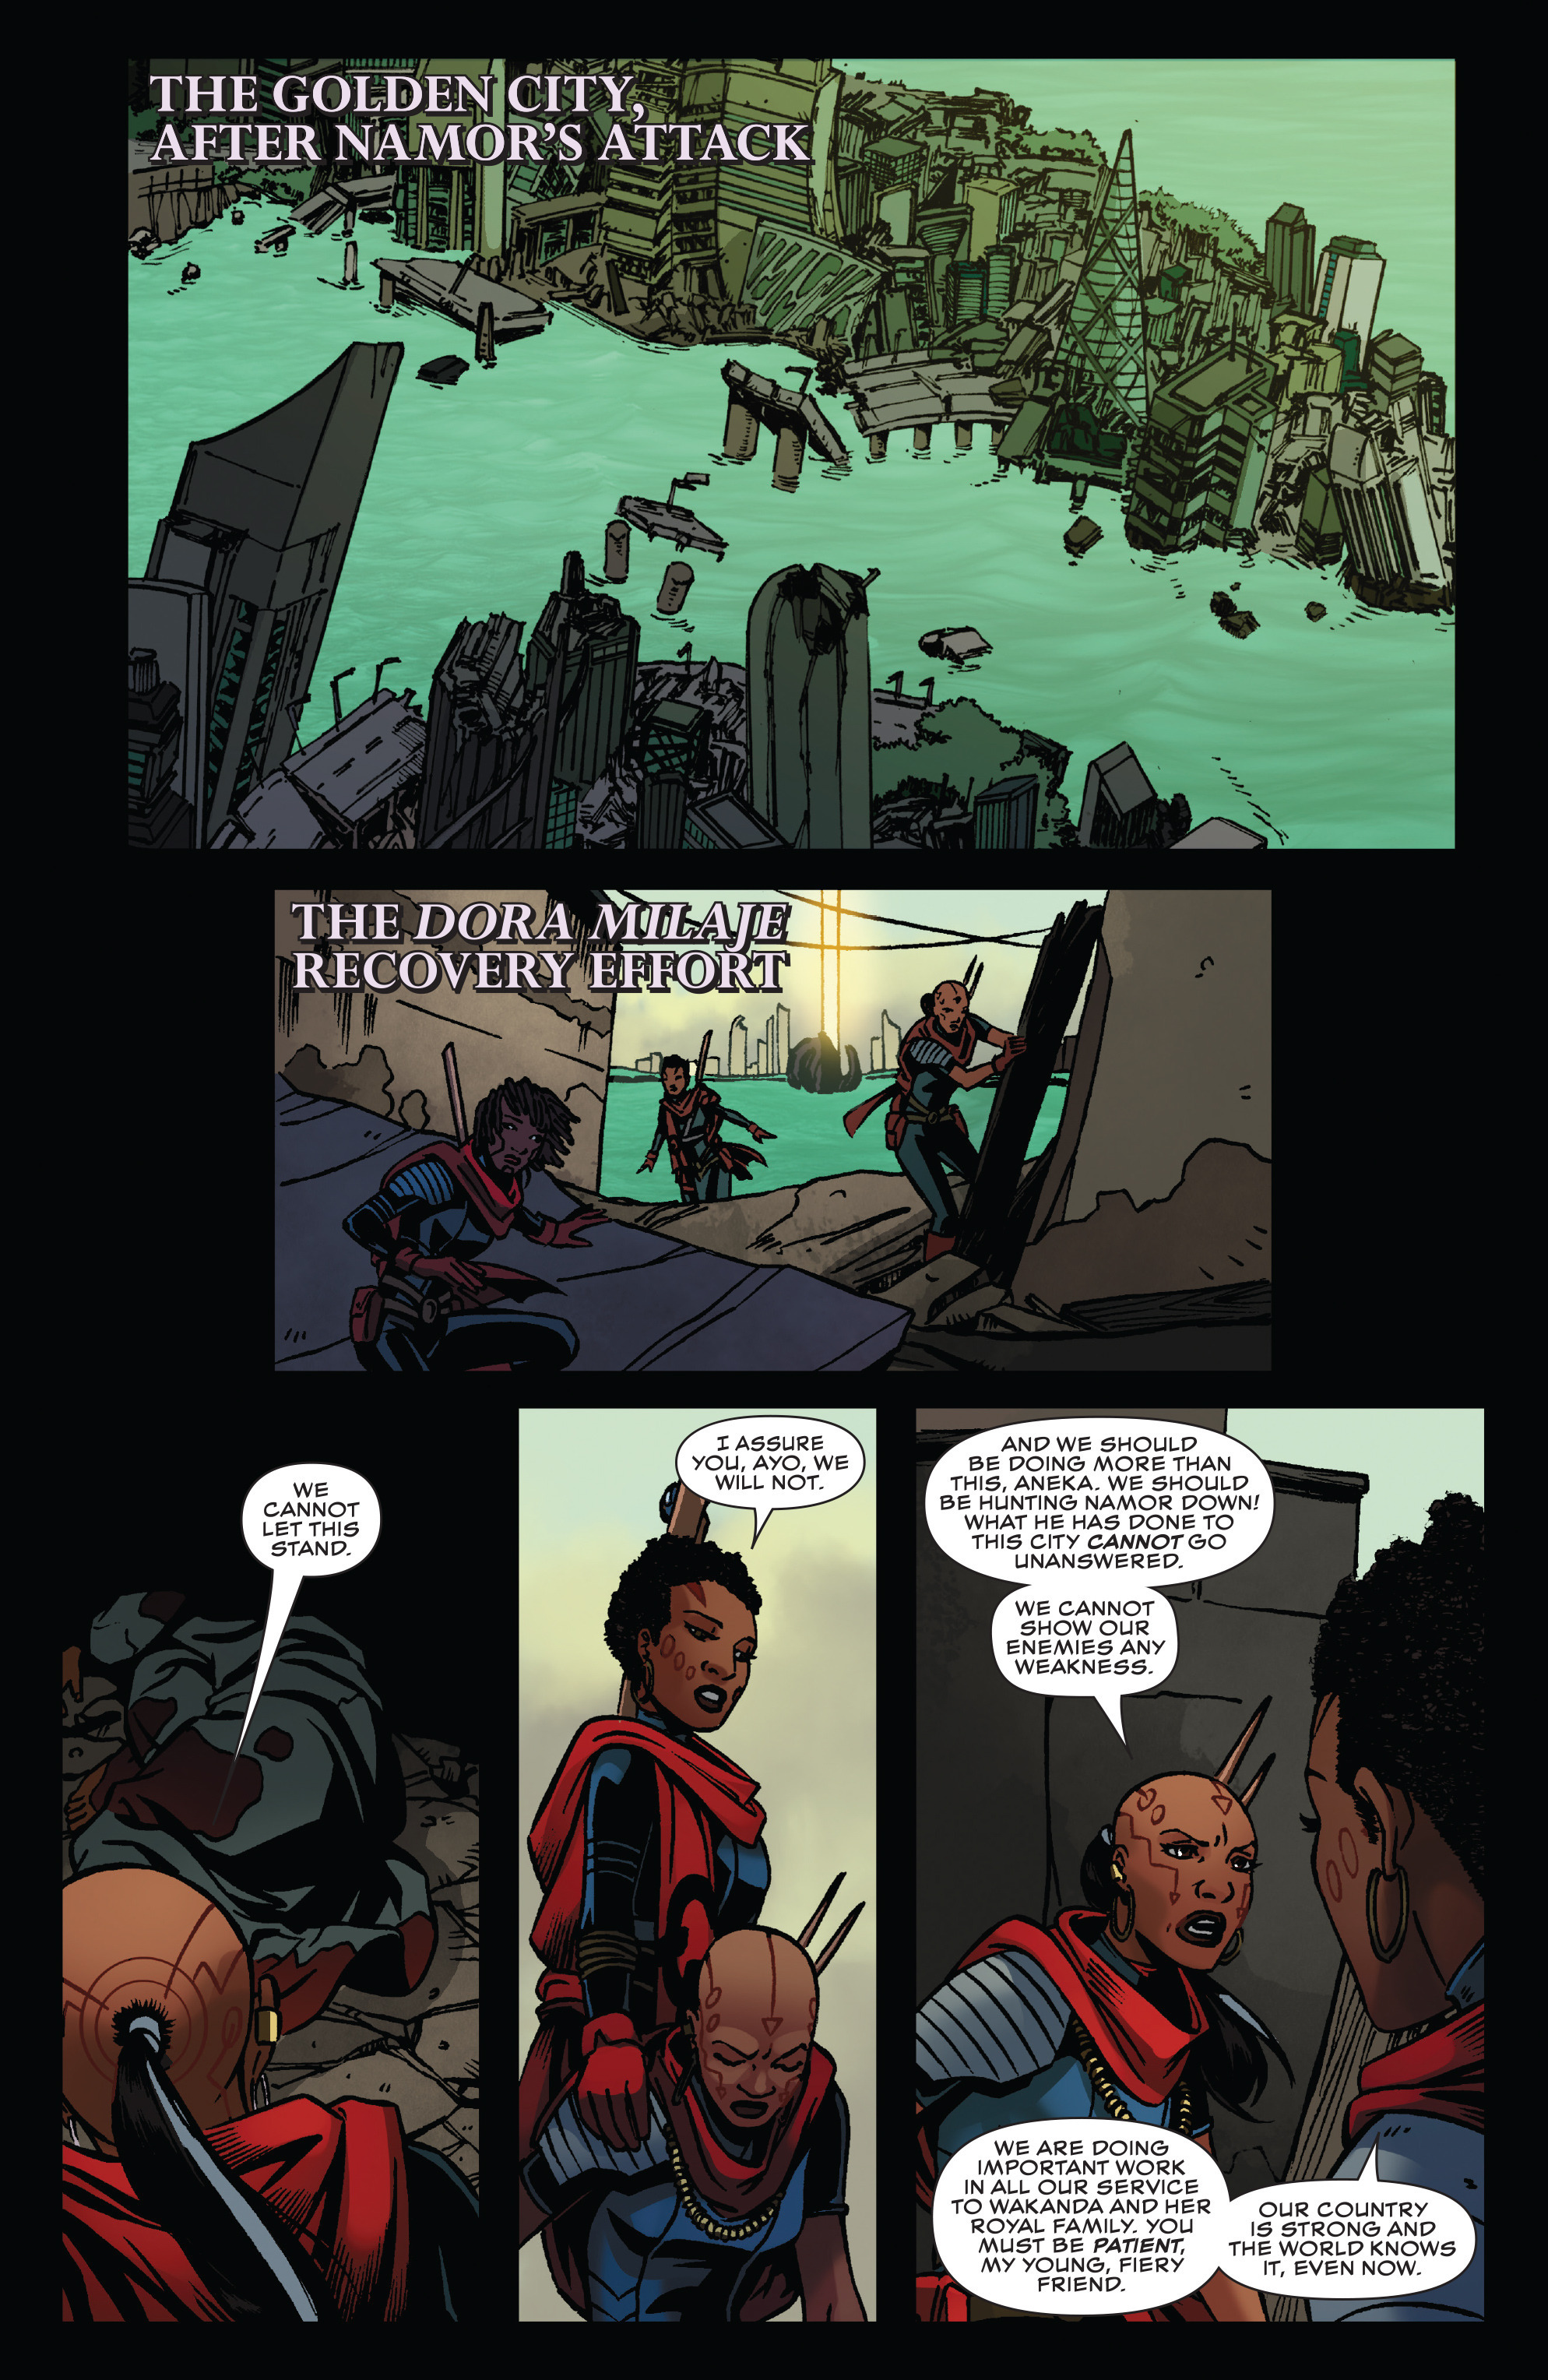 THE GOLDEN CITY,
AFTER NAMOR'S ATTACK
THE DORA MILAJE
RECOVERY EFFORT
WE
CANNOT
LET THIS
STAND.
I ASSURE
YOU, AYO, WE
WILL NOT.
AND WE SHOULD
BE DOING MORE THAN
THIS, ANEKA. WE SHOULD
BE HUNTING NAMOR DOWN!
WHAT HE HAS DONE TO
THIS CITY CANNOT GO
UNANSWERED.
WE CANNOT
SHOW OUR
ENEMIES ANY
WEAKNESS.
OUR COUNTRY
IS STRONG AND
THE WORLD KNOWS
IT, EVEN NOW.
WE ARE DOING
IMPORTANT WORK
IN ALL OUR SERVICE
TO WAKANDA AND HER
ROYAL FAMILY. YOU
MUST BE PATIENT,
MY YOUNG, FIERY
FRIEND.